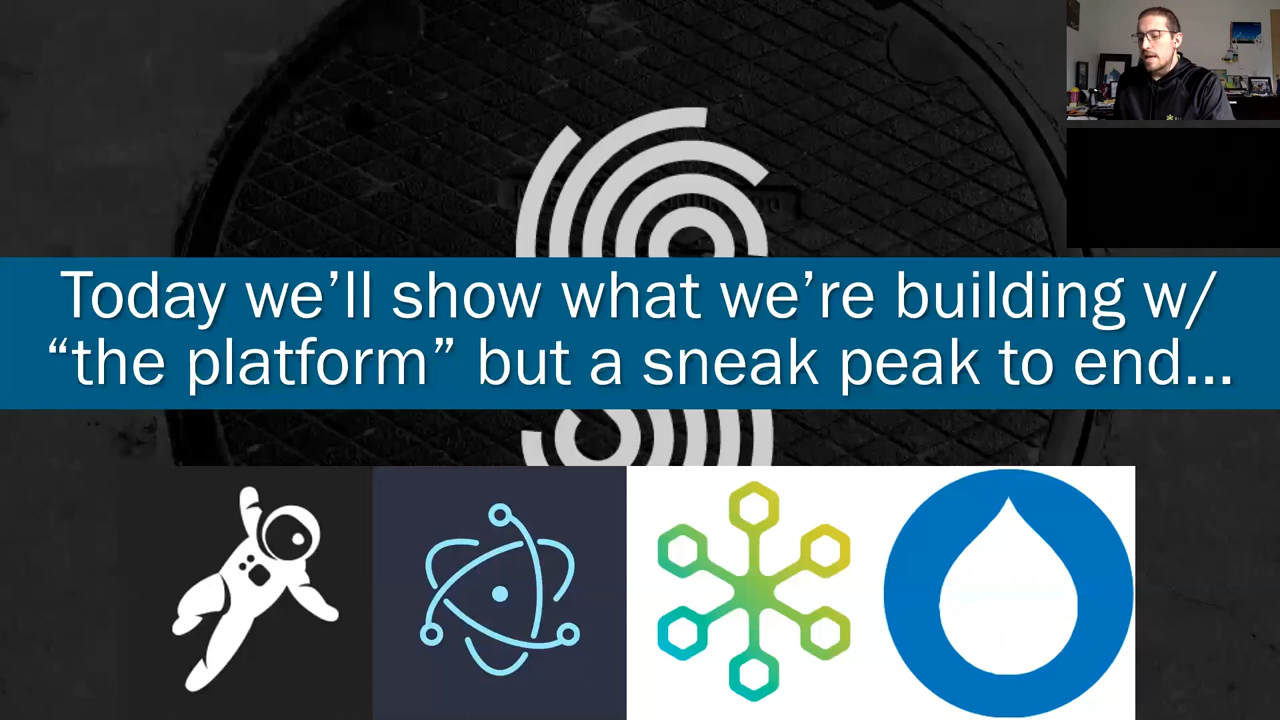 Today we’ll show what we’re building w/
“the platform” but a sneak peak to end...